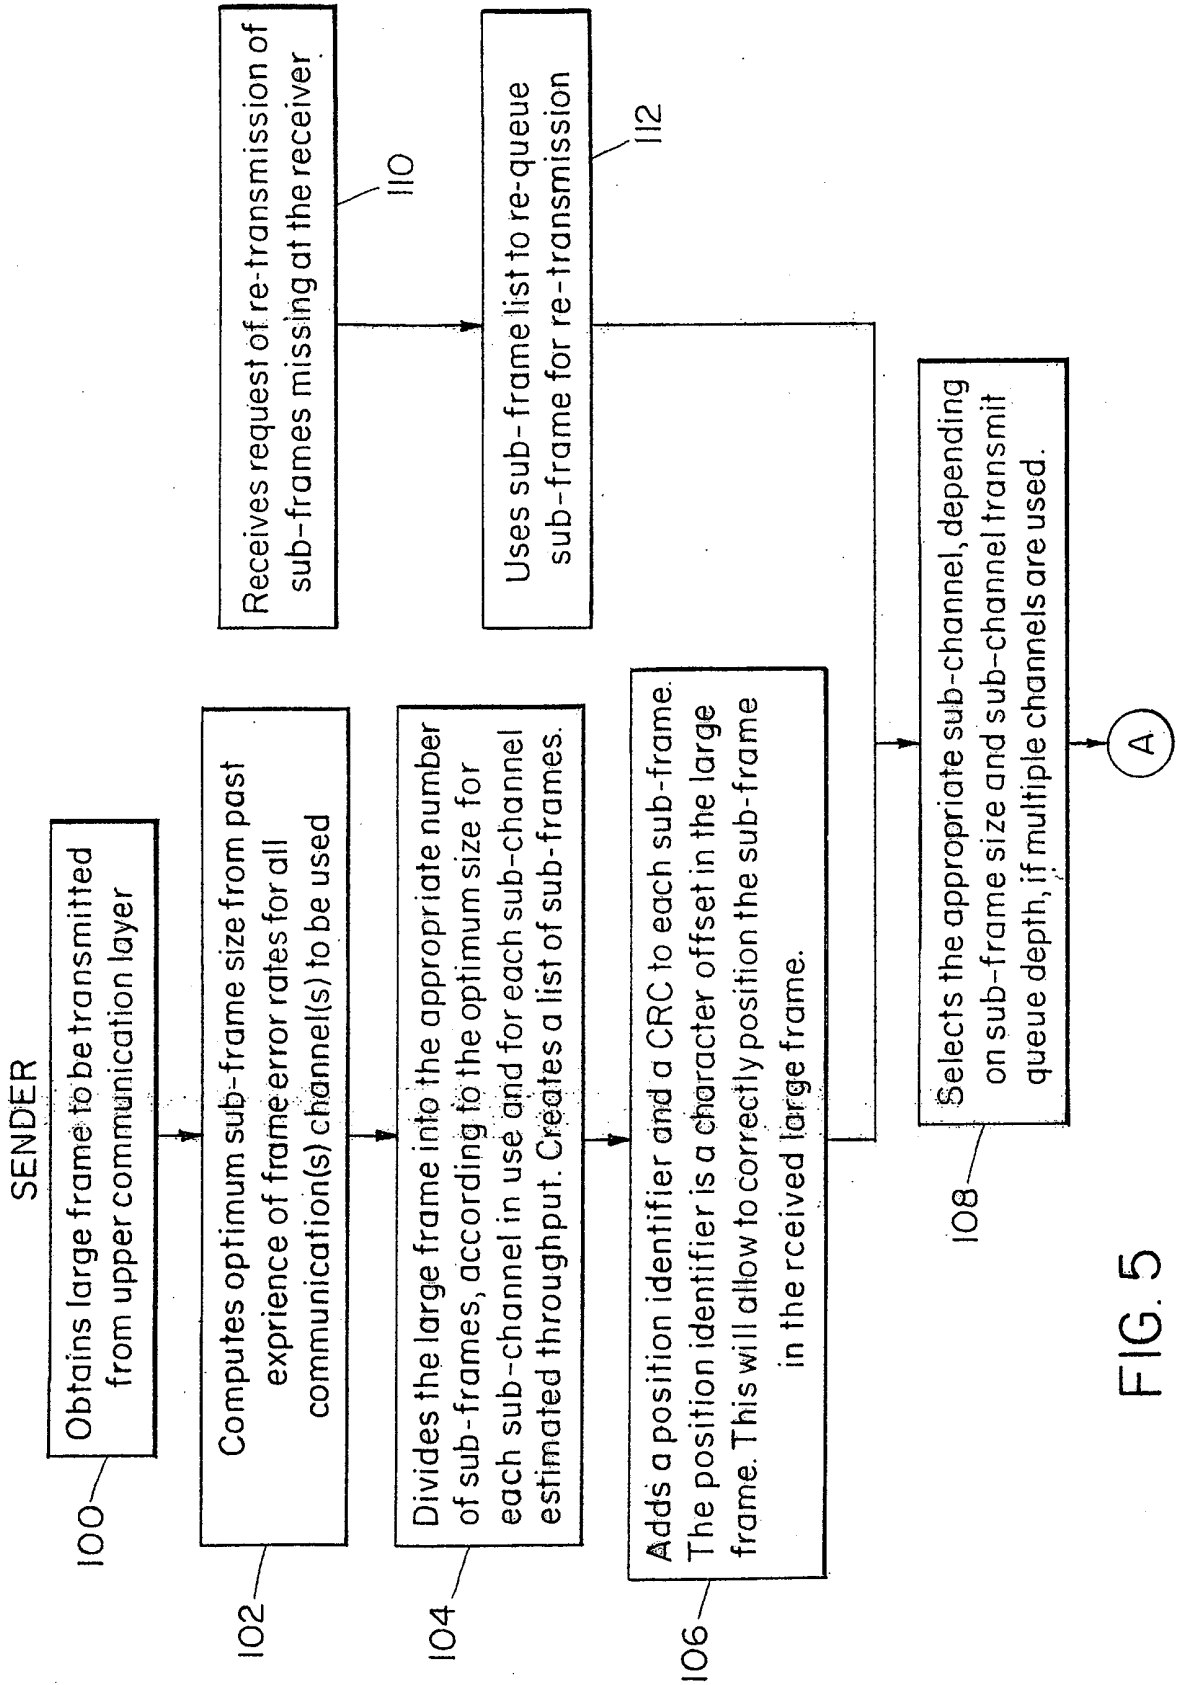 SENDER
Obtains large frame to be transmitted
from upper communication layer
100
Computes optimum sub-frame size from past
exprience of frame error rates for all
communication(s) channel(s) to be used
102
Divides the large frame into the appropriate number
of sub-frames, according to the optimum size for
each sub-channel in use and for each sub-channel
estimated throughput. Creates a list of sub-frames.
104
Adds a position identifier and a CRC to each sub-frame.
The position identifier is a character offset in the large
frame. This will allow to correctly position the sub-frame
in the rceived large frame.
106
Receives request of re-transmission of
sub-frames missing at the receiver
110
Uses sub-frame list to re-queue
sub-frame for re-transmission
112
Selects the appropriate sub-channel, depending
on sub-frame size and sub-channel transmit
queue depth, if multiple channels are used.
108
A
FIG. 5